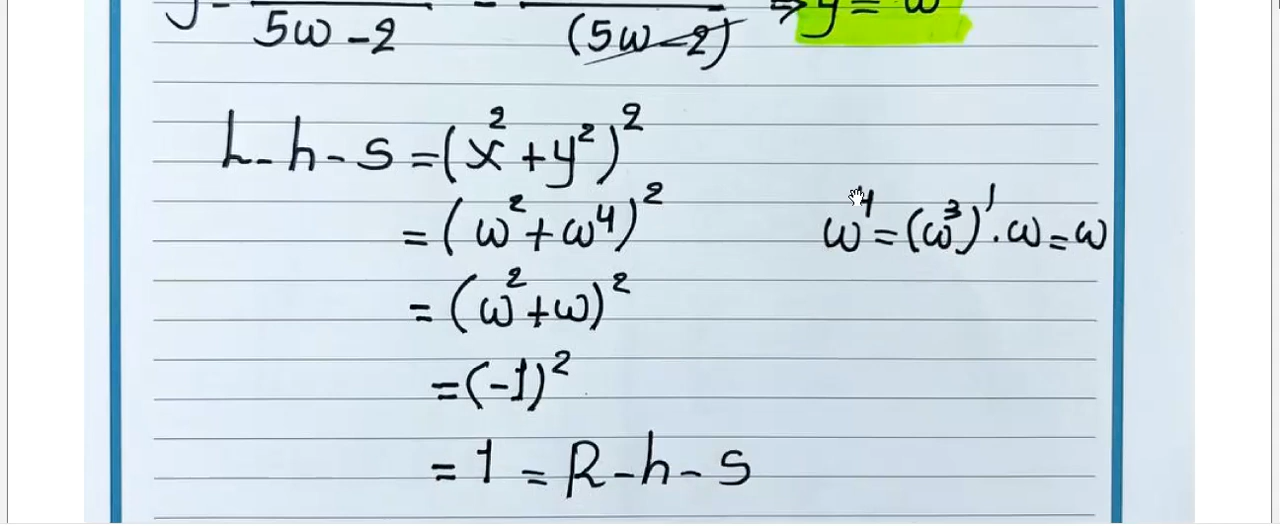 5ω - 2 (5ω - 2) ⇒ y = ω
L-h-s = (x² + y²)²
= (ω² + ω⁴)² ω⁴ = (ω³)¹ . ω = ω
= (ω² + ω)²
= (-1)²
= 1 = R-h-s